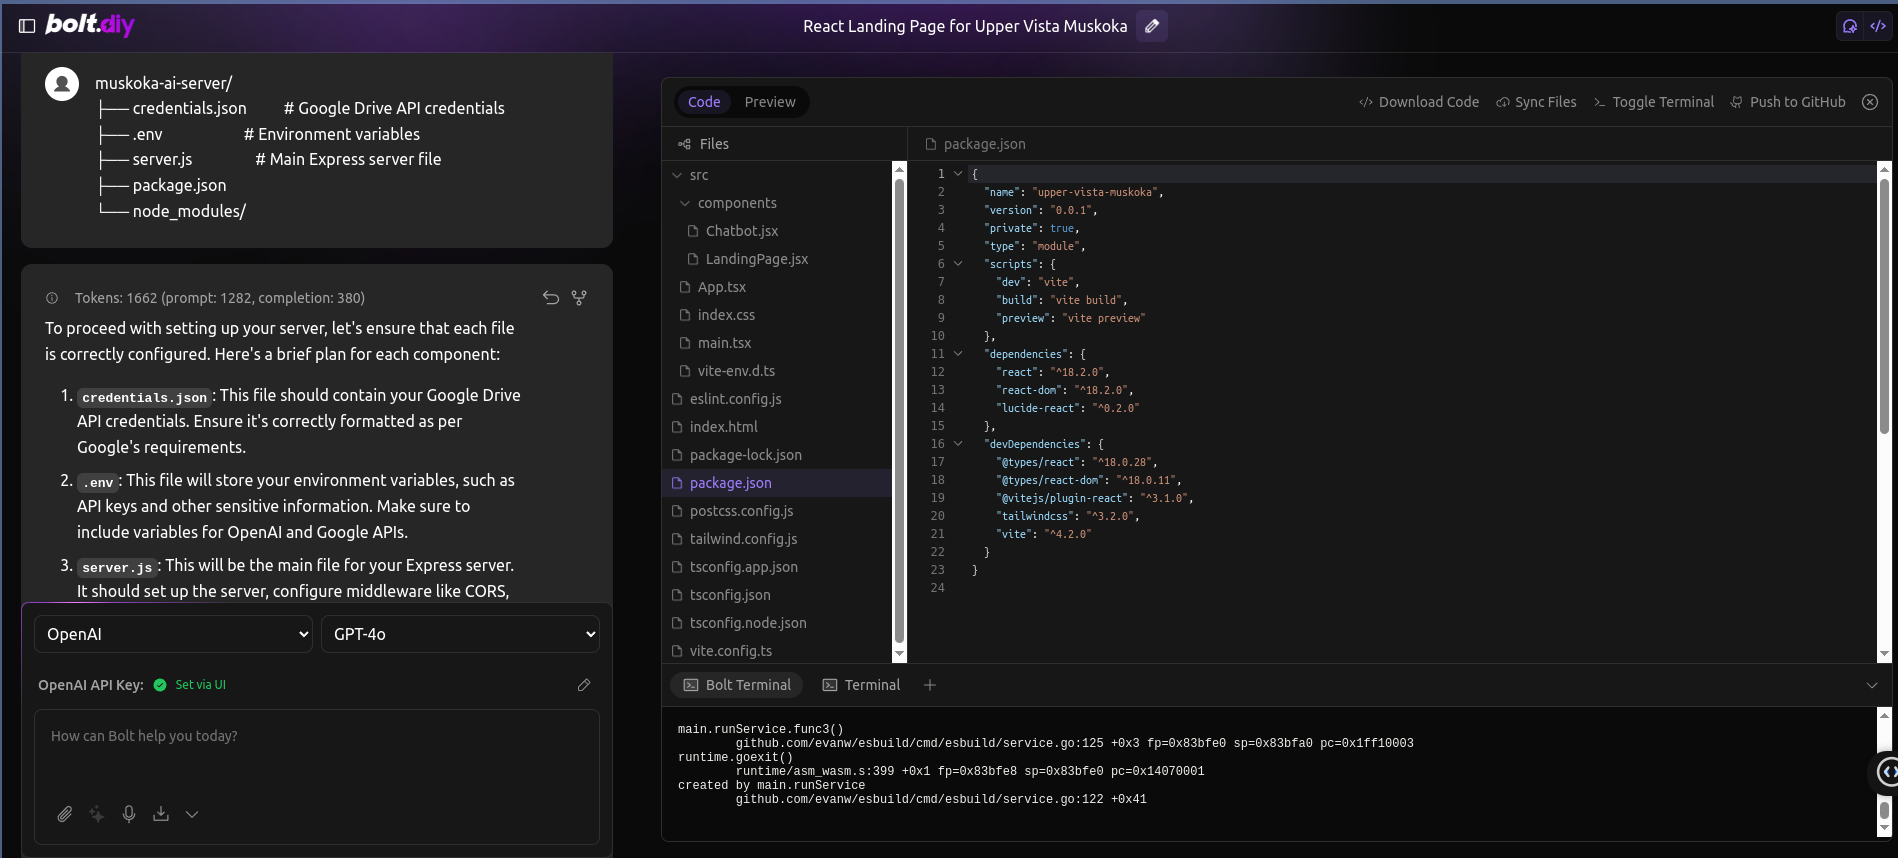 bolt.diy
React Landing Page for Upper Vista Muskoka
muskoka-ai-server/
├── credentials.json # Google Drive API credentials
├── .env # Environment variables
├── server.js # Main Express server file
├── package.json
└── node_modules/
Tokens: 1662 (prompt: 1282, completion: 380)
To proceed with setting up your server, let's ensure that each file
is correctly configured. Here's a brief plan for each component:
1. credentials.json: This file should contain your Google Drive
API credentials. Ensure it's correctly formatted as per
Google's requirements.
2. .env: This file will store your environment variables, such as
API keys and other sensitive information. Make sure to
include variables for OpenAI and Google APIs.
3. server.js: This will be the main file for your Express server.
It should set up the server, configure middleware like CORS,
OpenAI
GPT-4o
OpenAI API Key: Set via UI
How can Bolt help you today?
Code Preview
Download Code Sync Files Toggle Terminal Push to GitHub
Files
src
components
Chatbot.jsx
LandingPage.jsx
App.tsx
index.css
main.tsx
vite-env.d.ts
eslint.config.js
index.html
package-lock.json
package.json
postcss.config.js
tailwind.config.js
tsconfig.app.json
tsconfig.json
tsconfig.node.json
vite.config.ts
package.json
1 {
2 "name": "upper-vista-muskoka",
3 "version": "0.0.1",
4 "private": true,
5 "type": "module",
6 "scripts": {
7 "dev": "vite",
8 "build": "vite build",
9 "preview": "vite preview"
10 },
11 "dependencies": {
12 "react": "^18.2.0",
13 "react-dom": "^18.2.0",
14 "lucide-react": "^0.2.0"
15 },
16 "devDependencies": {
17 "@types/react": "^18.0.28",
18 "@types/react-dom": "^18.0.11",
19 "@vitejs/plugin-react": "^3.1.0",
20 "tailwindcss": "^3.2.0",
21 "vite": "^4.2.0"
22 }
23 }
24
Bolt Terminal Terminal +
main.runService.func3()
github.com/evanw/esbuild/cmd/esbuild/service.go:125 +0x3 fp=0x83bfe0 sp=0x83bfa0 pc=0x1ff10003
runtime.goexit()
runtime/asm_wasm.s:399 +0x1 fp=0x83bfe8 sp=0x83bfe0 pc=0x14070001
created by main.runService
github.com/evanw/esbuild/cmd/esbuild/service.go:122 +0x41